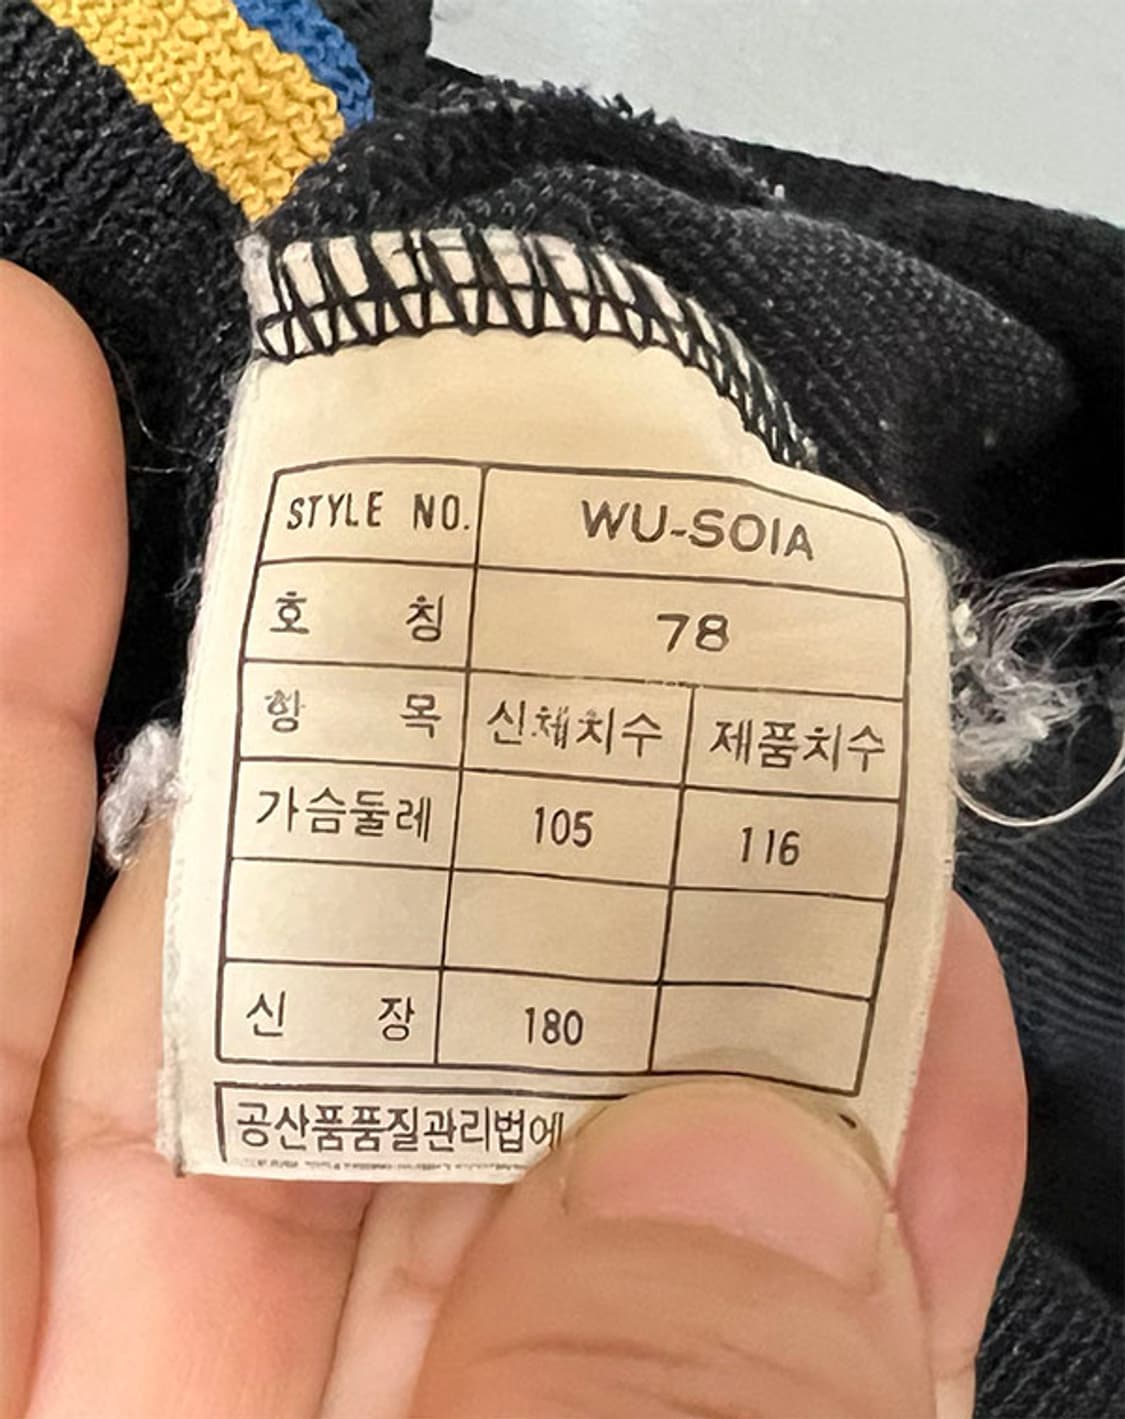 STYLE NO. WU-SOIA
호 칭 78
항 목 신체치수 제품치수
가슴둘레 105 116
신 장 180
공산품품질관리법에